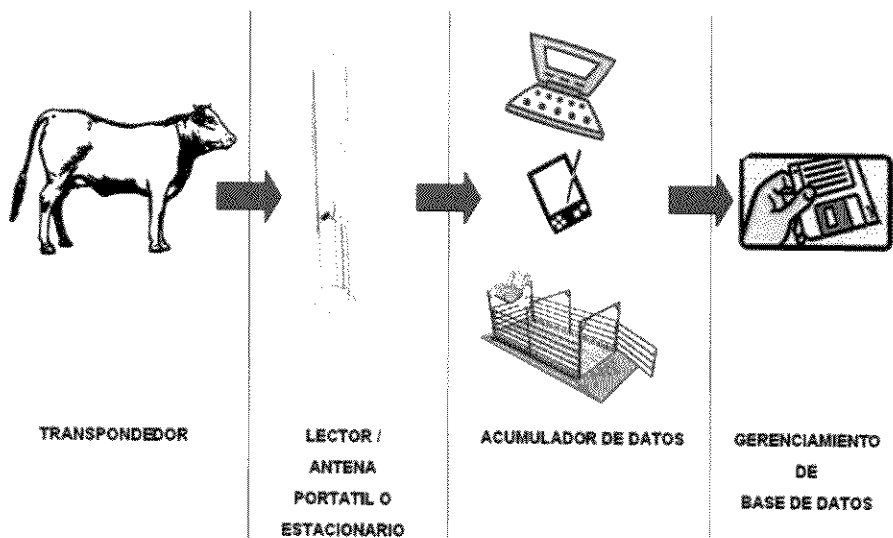 TRANSPONDEDOR
LECTOR /
ANTENA
PORTATIL O
ESTACIONARIO
ACUMULADOR DE DATOS
GERENCIAMIENTO
DE
BASE DE DATOS